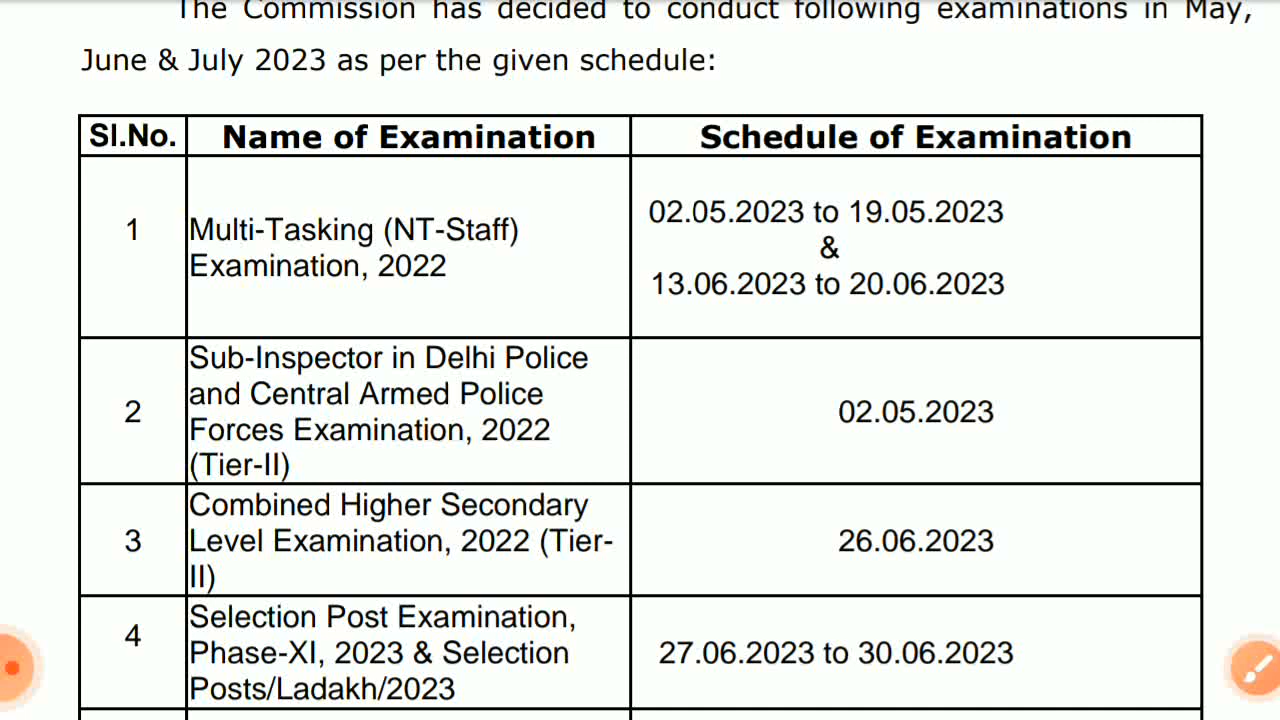 The Commission has decided to conduct following examinations in May,
June & July 2023 as per the given schedule:
Sl.No. Name of Examination Schedule of Examination
1
Multi-Tasking (NT-Staff)
Examination, 2022
02.05.2023 to 19.05.2023
&
13.06.2023 to 20.06.2023
2
Sub-Inspector in Delhi Police
and Central Armed Police
Forces Examination, 2022
(Tier-II)
02.05.2023
3
Combined Higher Secondary
Level Examination, 2022 (Tier-
II)
26.06.2023
4
Selection Post Examination,
Phase-XI, 2023 & Selection
Posts/Ladakh/2023
27.06.2023 to 30.06.2023